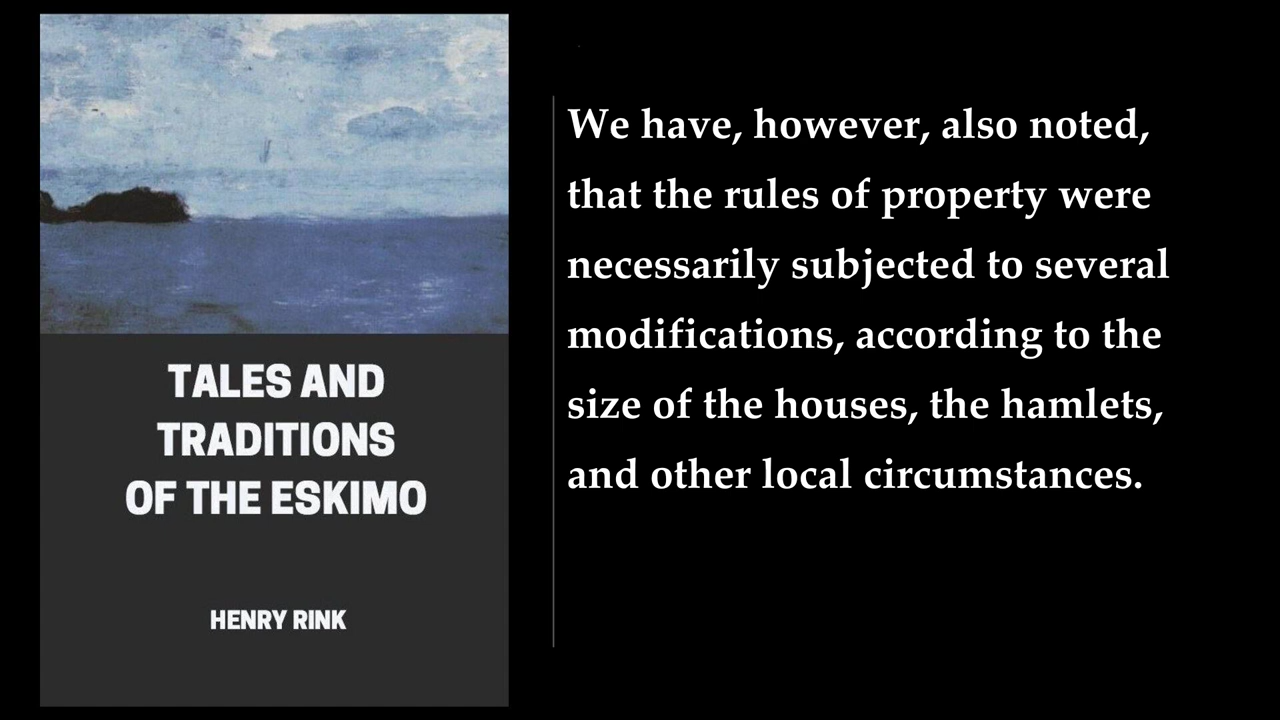 TALES AND
TRADITIONS
OF THE ESKIMO
HENRY RINK
We have, however, also noted,
that the rules of property were
necessarily subjected to several
modifications, according to the
size of the houses, the hamlets,
and other local circumstances.